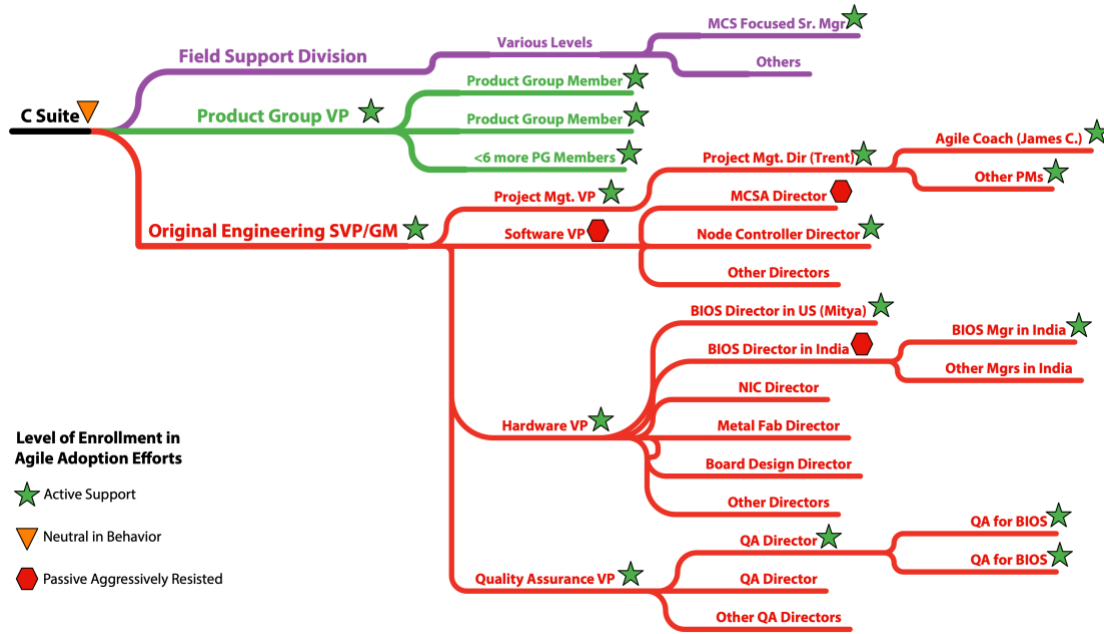 MCS Focused Sr. Mgr
Various Levels
Field Support Division
Others
Product Group Member
C Suite
Product Group VP
Product Group Member
<6 more PG Members
Agile Coach (James C.)
Project Mgt. Dir (Trent)
Other PMs
Project Mgt. VP
MCSA Director
Original Engineering SVP/GM
Software VP
Node Controller Director
Other Directors
BIOS Director in US (Mitya)
BIOS Mgr in India
BIOS Director in India
Other Mgrs in India
NIC Director
Hardware VP
Metal Fab Director
Board Design Director
Other Directors
QA for BIOS
QA Director
QA for BIOS
Quality Assurance VP
QA Director
Other QA Directors
Level of Enrollment in
Agile Adoption Efforts
Active Support
Neutral in Behavior
Passive Aggressively Resisted